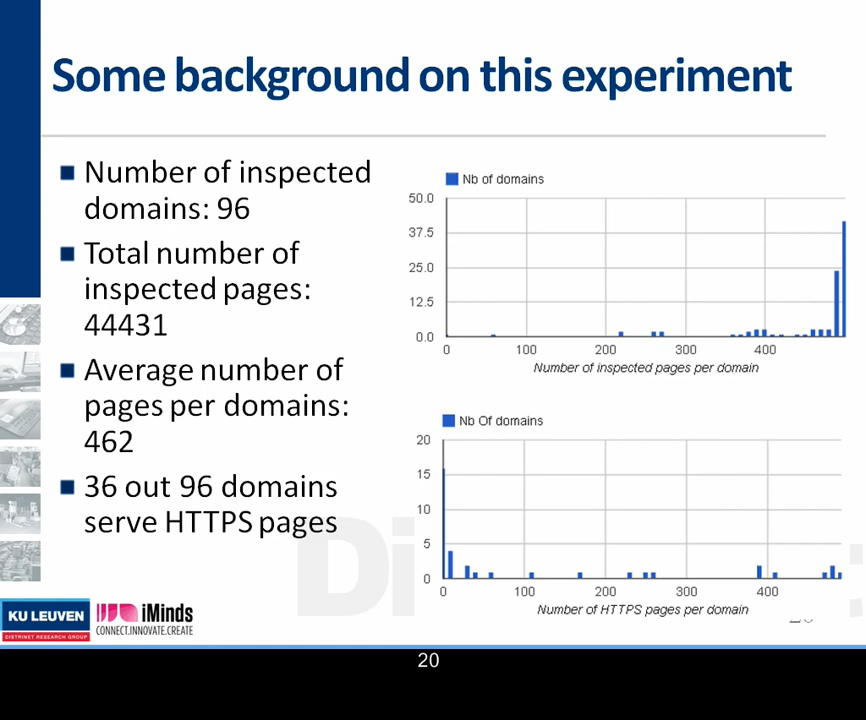 Some background on this experiment
Number of inspected
domains: 96
Total number of
inspected pages:
44431
Average number of
pages per domains:
462
36 out 96 domains
serve HTTPS pages
Nb of domains
50.0
37.5
25.0
12.5
0.0
0 100 200 300 400
Number of inspected pages per domain
Nb Of domains
20
15
10
5
0
0 100 200 300 400
Number of HTTPS pages per domain
Di
KU LEUVEN
DISTRINET RESEARCH GROUP
iMinds
CONNECT.INNOVATE.CREATE
20